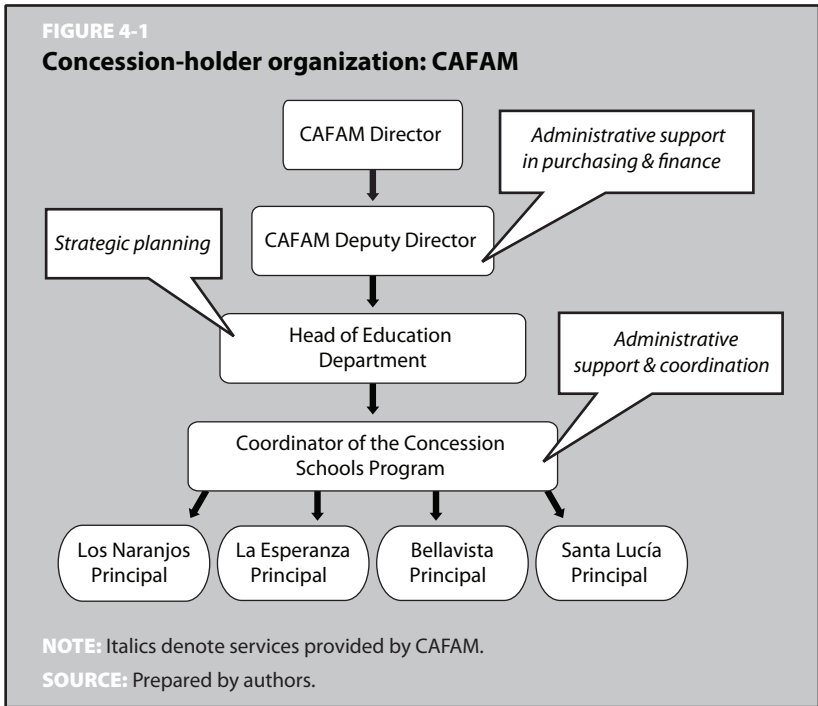 FIGURE 4-1
Concession-holder organization: CAFAM
CAFAM Director
Administrative support
in purchasing & finance
CAFAM Deputy Director
Strategic planning
Head of Education
Department
Administrative
support & coordination
Coordinator of the Concession
Schools Program
Los Naranjos
Principal
La Esperanza
Principal
Bellavista
Principal
Santa Lucía
Principal
NOTE: Italics denote services provided by CAFAM.
SOURCE: Prepared by authors.